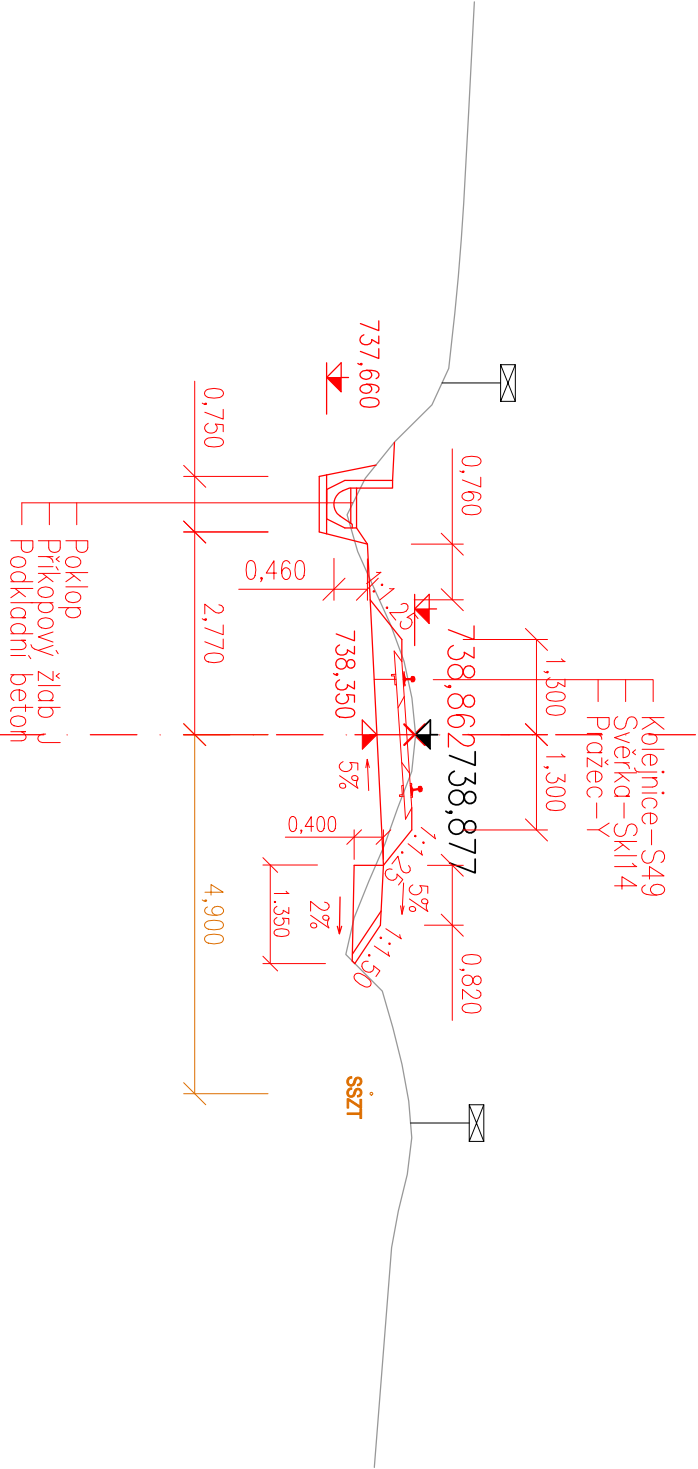 Kolejnice-S49
Svěrka-Skl14
Pražec-Y
1,300
1,300
0,760
738,862
738,877
0,820
1:1.25
1:1.25
5%
1:1.50
737,660
738,350
5%
0,460
0,400
2%
1.350
SSZT
0,750
2,770
4,900
Poklop
Příkopový žlab J
Podkladní beton